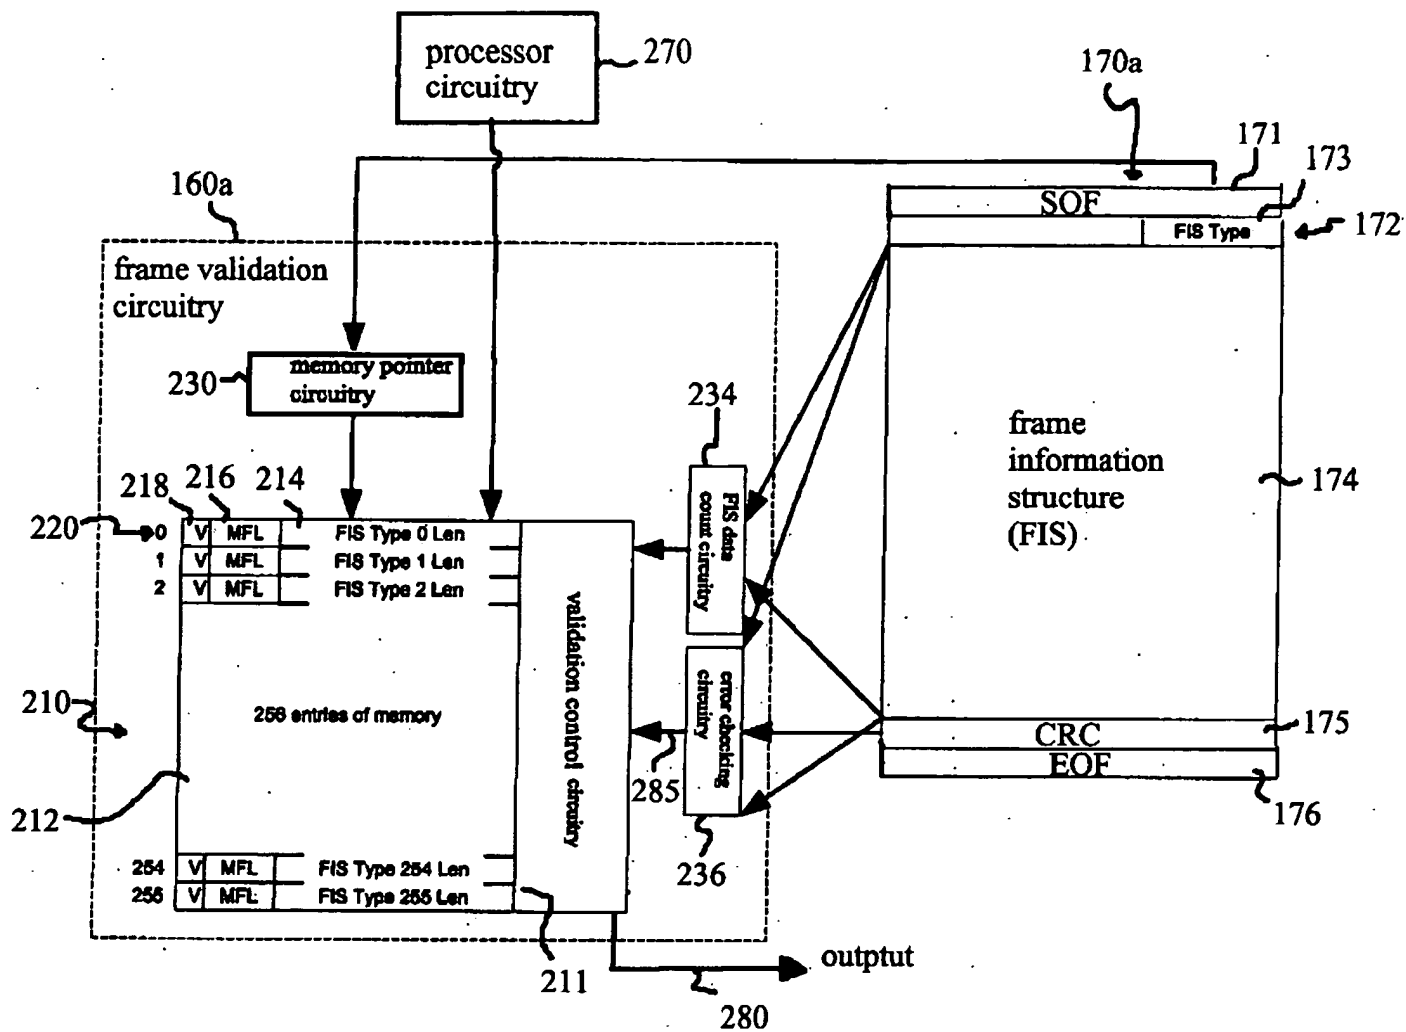 processor
circuitry
270
170a
171
173
SOF
FIS Type
172
160a
frame validation
circuitry
memory pointer
circuitry
230
234
frame
information
structure
(FIS)
174
FIS data
count circuitry
218
216
214
220
0 V MFL FIS Type 0 Len
1 V MFL FIS Type 1 Len
2 V MFL FIS Type 2 Len
validation control circuitry
error checking
circuitry
210
256 entries of memory
285
CRC
175
EOF
176
212
236
254 V MFL FIS Type 254 Len
255 V MFL FIS Type 255 Len
211
outptut
280